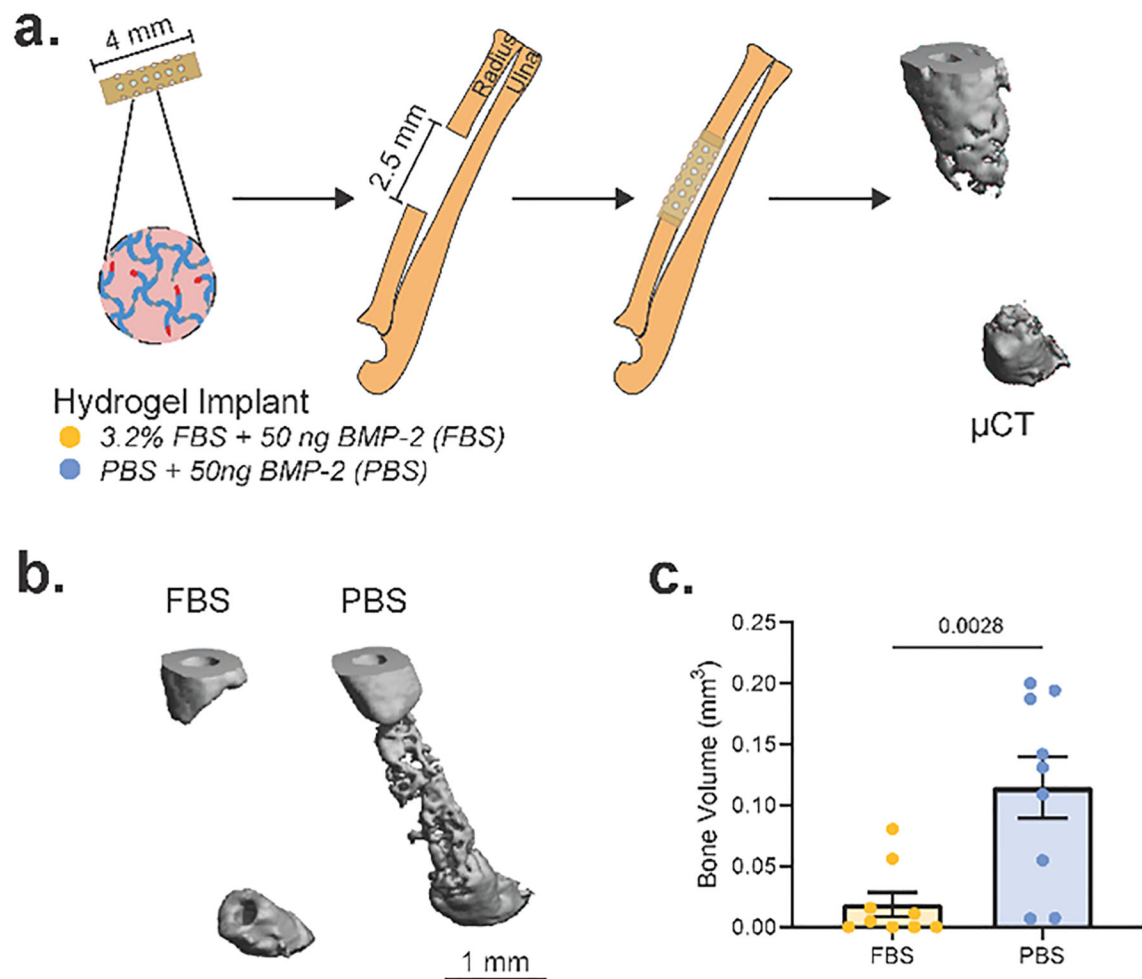 a.
4 mm
2.5 mm
Radius
Ulna
Hydrogel Implant
3.2% FBS + 50 ng BMP-2 (FBS)
PBS + 50ng BMP-2 (PBS)
µCT
b.
FBS
PBS
1 mm
c.
0.0028
Bone Volume (mm³)
0.25
0.20
0.15
0.10
0.05
0.00
FBS
PBS